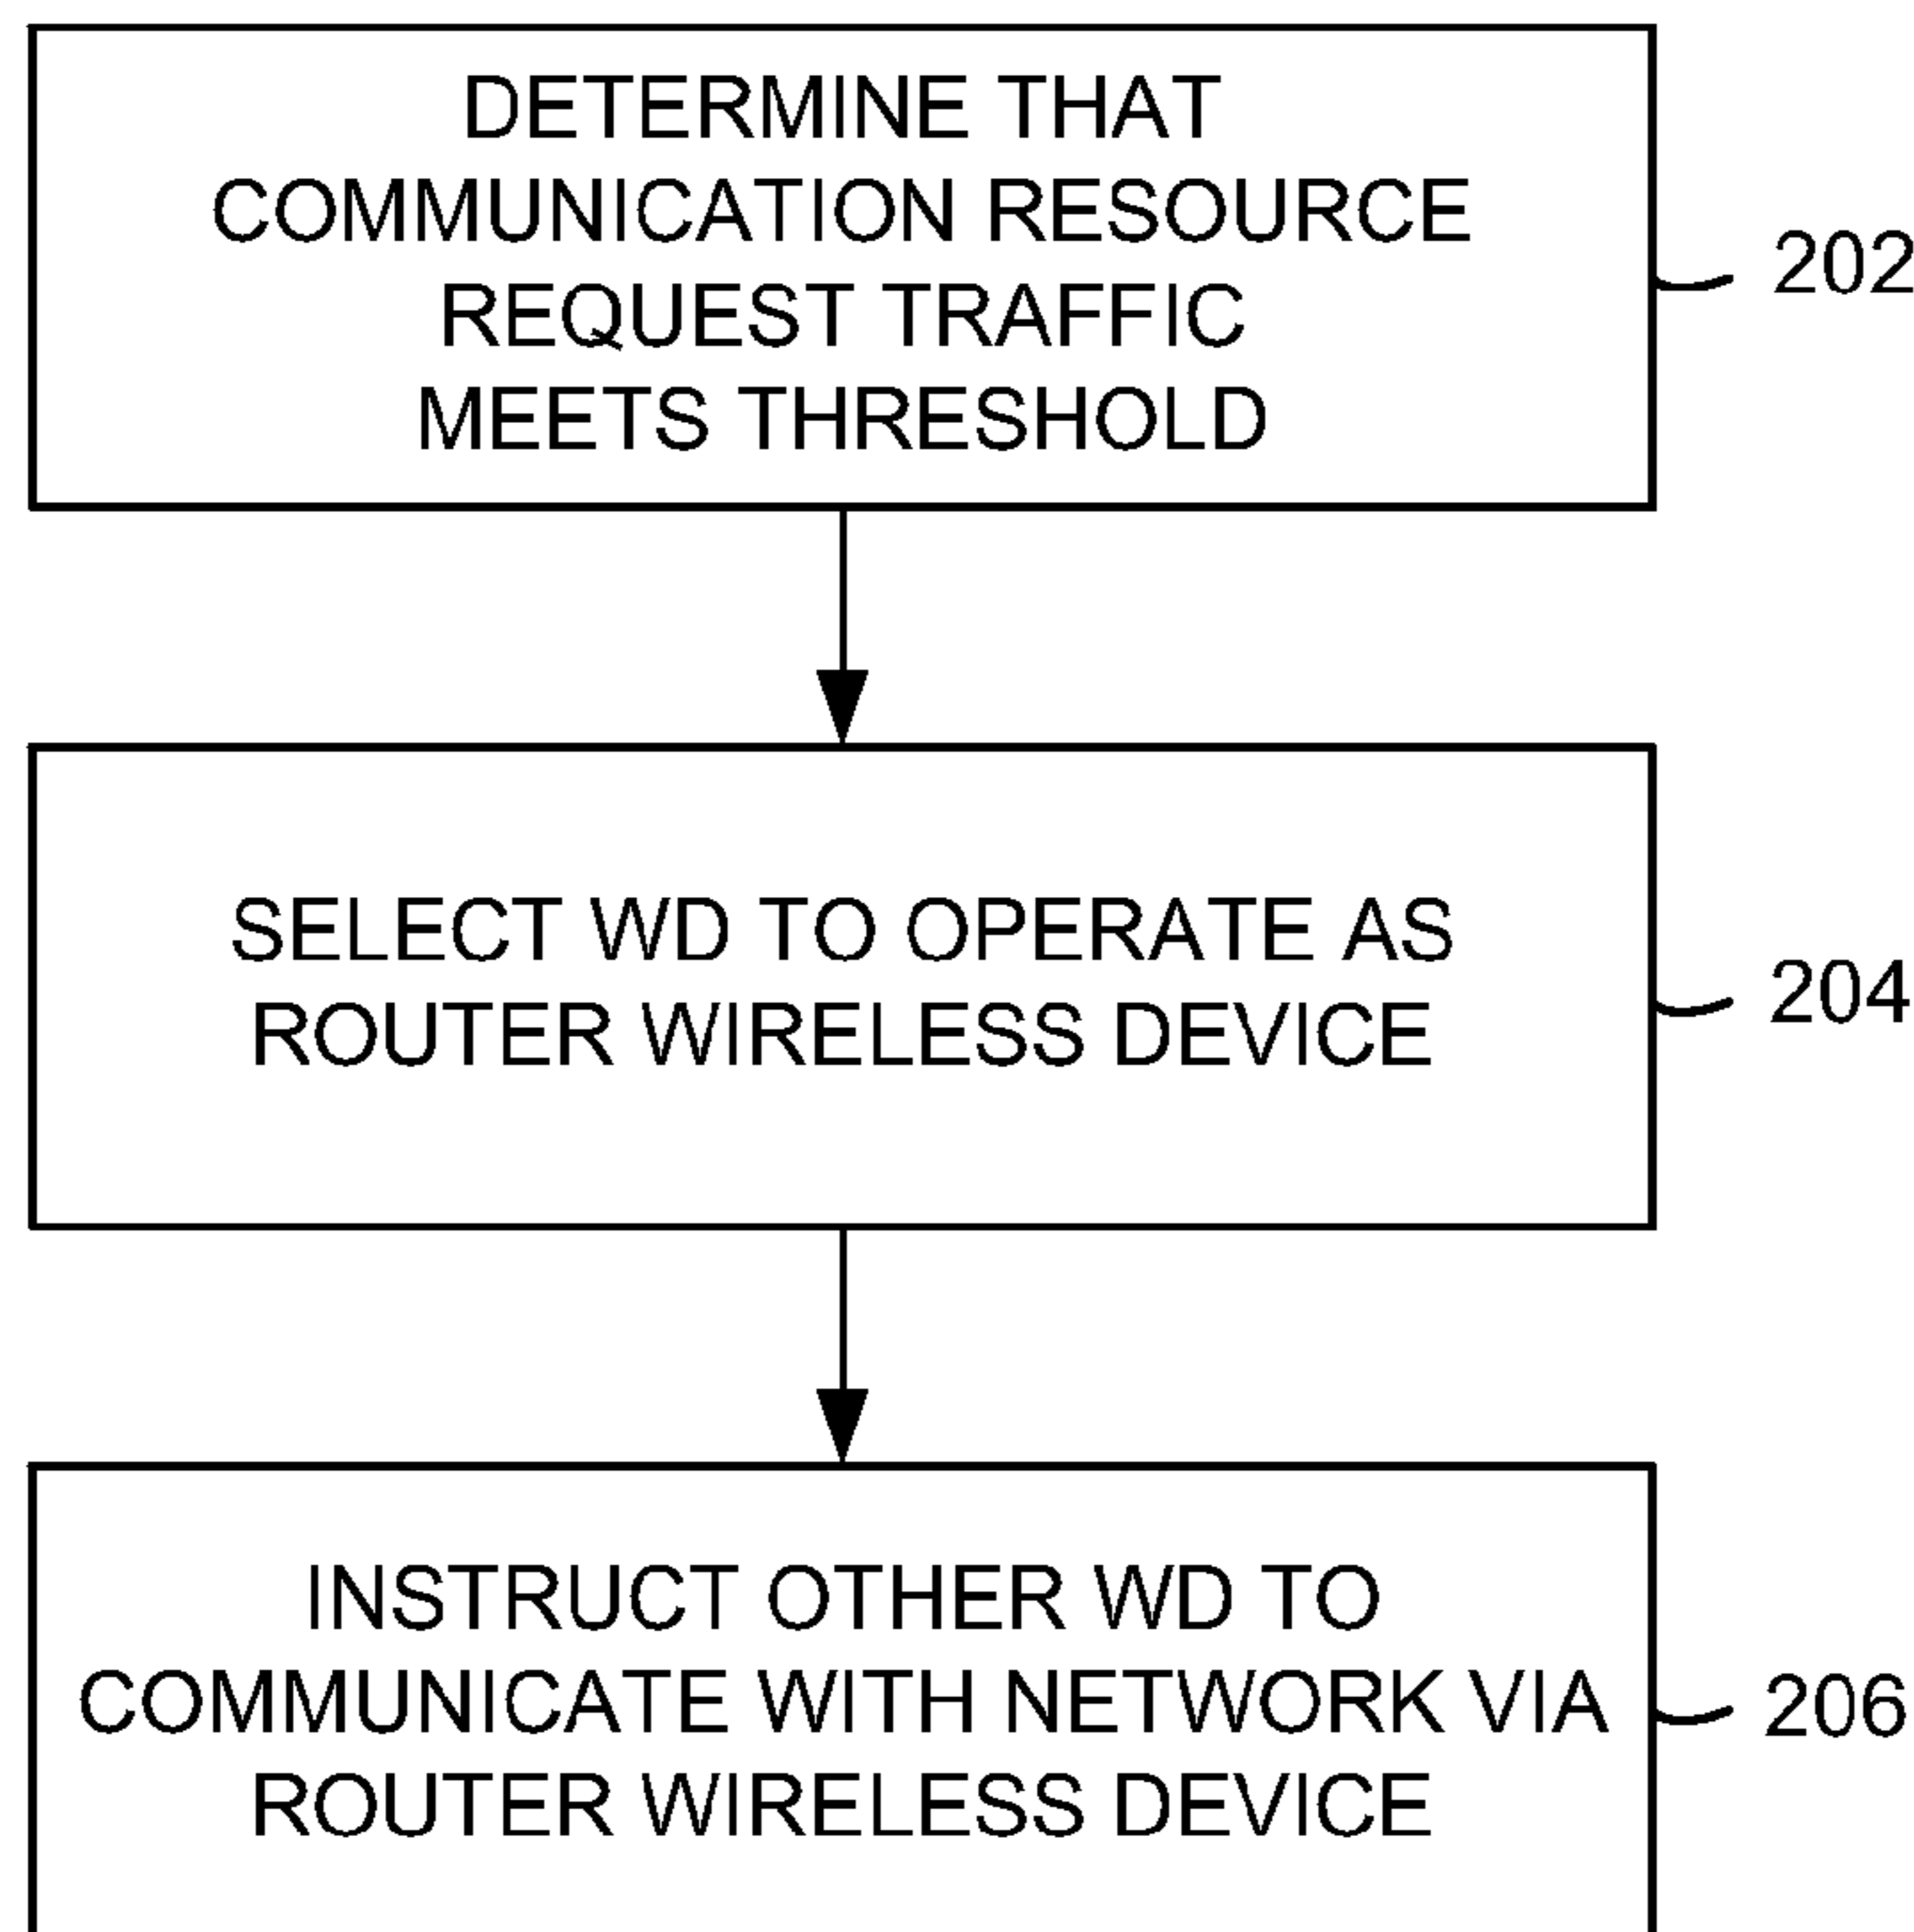 DETERMINE THAT
COMMUNICATION RESOURCE
REQUEST TRAFFIC
MEETS THRESHOLD
202
SELECT WD TO OPERATE AS
ROUTER WIRELESS DEVICE
204
INSTRUCT OTHER WD TO
COMMUNICATE WITH NETWORK VIA
ROUTER WIRELESS DEVICE
206